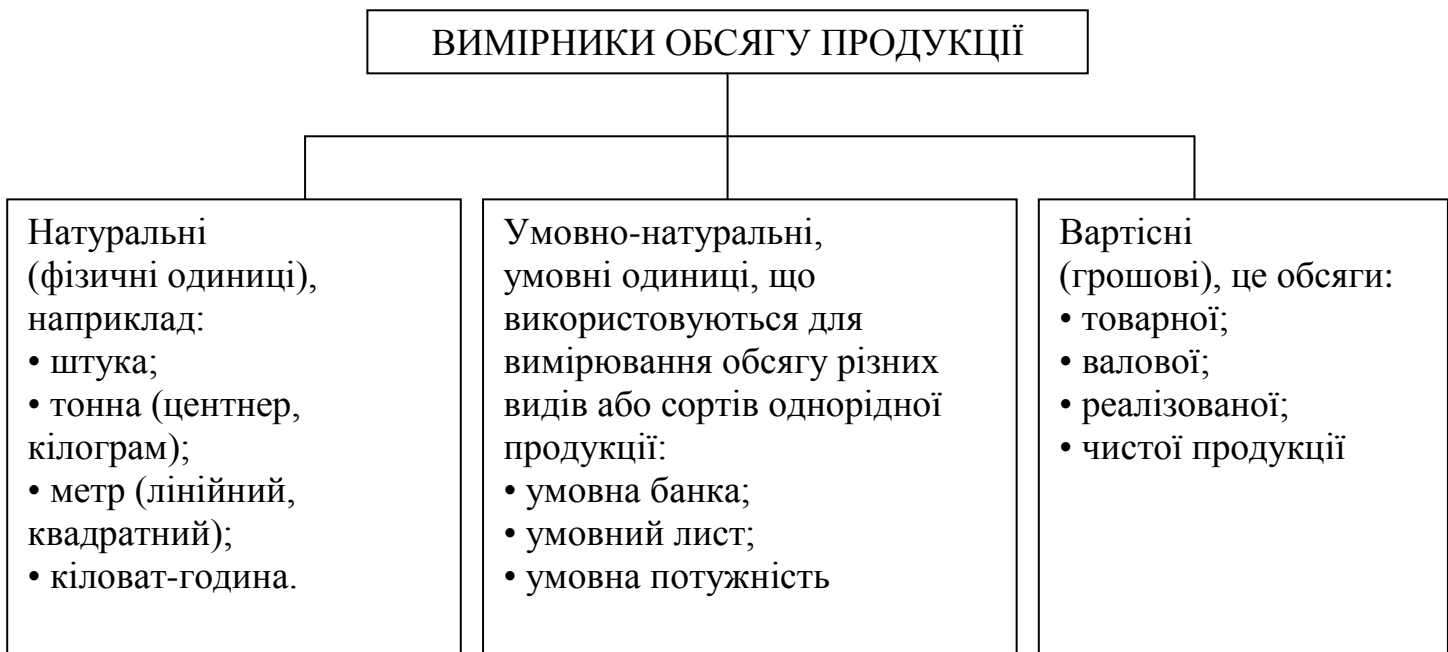 ВИМІРНИКИ ОБСЯГУ ПРОДУКЦІЇ
Натуральні
(фізичні одиниці),
наприклад:
• штука;
• тонна (центнер,
кілограм);
• метр (лінійний,
квадратний);
• кіловат-година.
Умовно-натуральні,
умовні одиниці, що
використовуються для
вимірювання обсягу різних
видів або сортів однорідної
продукції:
• умовна банка;
• умовний лист;
• умовна потужність
Вартісні
(грошові), це обсяги:
• товарної;
• валової;
• реалізованої;
• чистої продукції